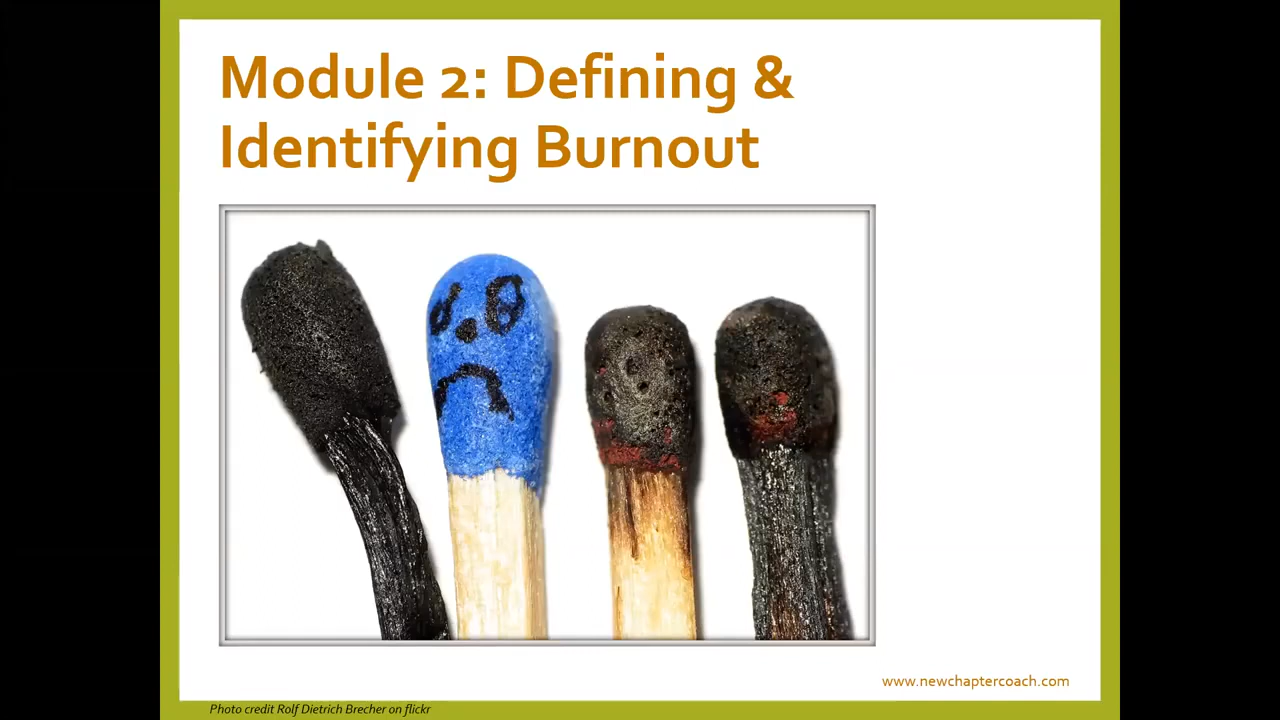 Module 2: Defining &
Identifying Burnout
www.newchaptercoach.com
Photo credit Rolf Dietrich Brecher on flickr